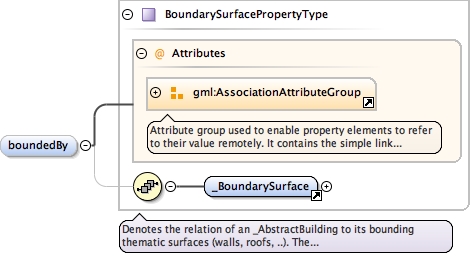 BoundarySurfacePropertyType
@ Attributes
gml:AssociationAttributeGroup
Attribute group used to enable property elements to refer
to their value remotely. It contains the simple link...
boundedBy
_BoundarySurface
Denotes the relation of an _AbstractBuilding to its bounding
thematic surfaces (walls, roofs, ..). The...